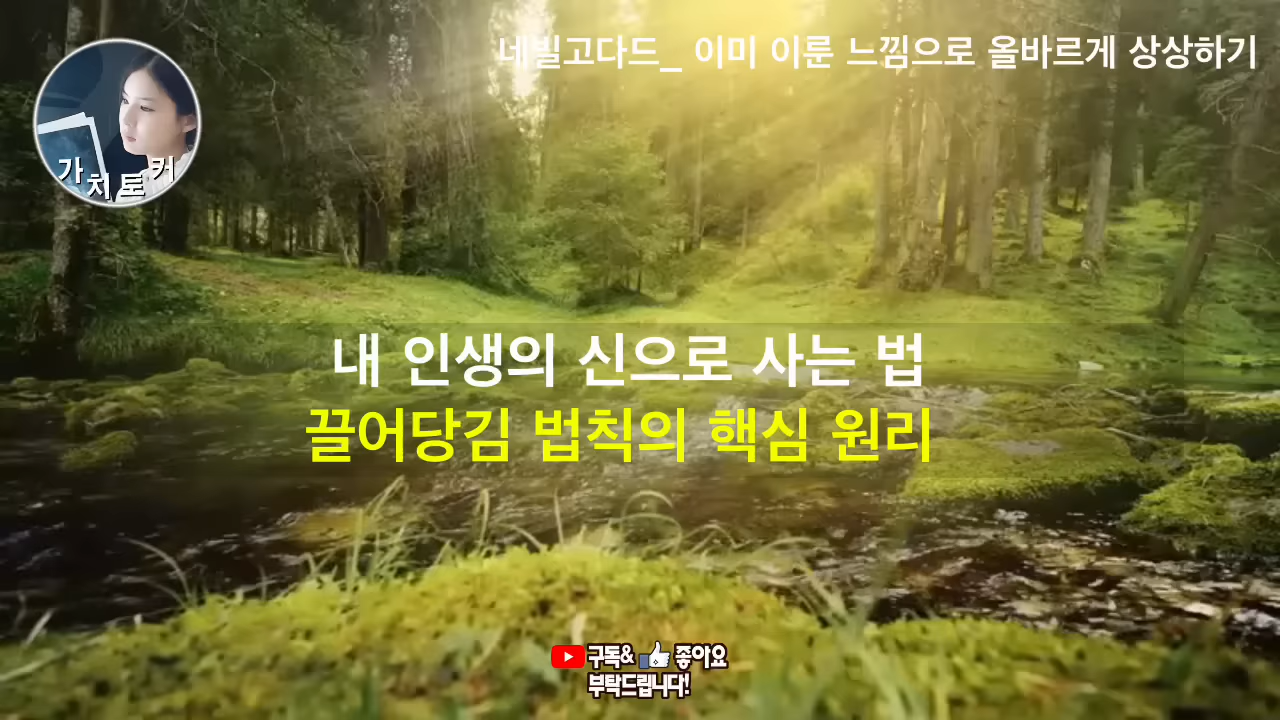 네빌고다드_ 이미 이룬 느낌으로 올바르게 상상하기
가치토커
내 인생의 신으로 사는 법
끌어당김 법칙의 핵심 원리
구독& 좋아요
부탁드립니다!